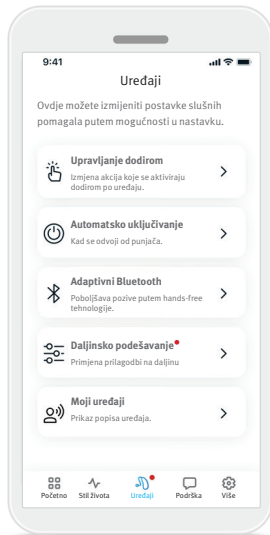 9:41
Uređaji
Ovdje možete izmijeniti postavke slušnih
pomagala putem mogućnosti u nastavku.
Upravljanje dodirom
Izmjena akcija koje se aktiviraju
dodirom po uređaju.
Automatsko uključivanje
Kad se odvoji od punjača.
Adaptivni Bluetooth
Poboljšava pozive putem hands-free
tehnologije.
Daljinsko podešavanje
Primjena prilagodbi na daljinu
Moji uređaji
Prikaz popisa uređaja.
Početno Stil života Uređaji Podrška Više